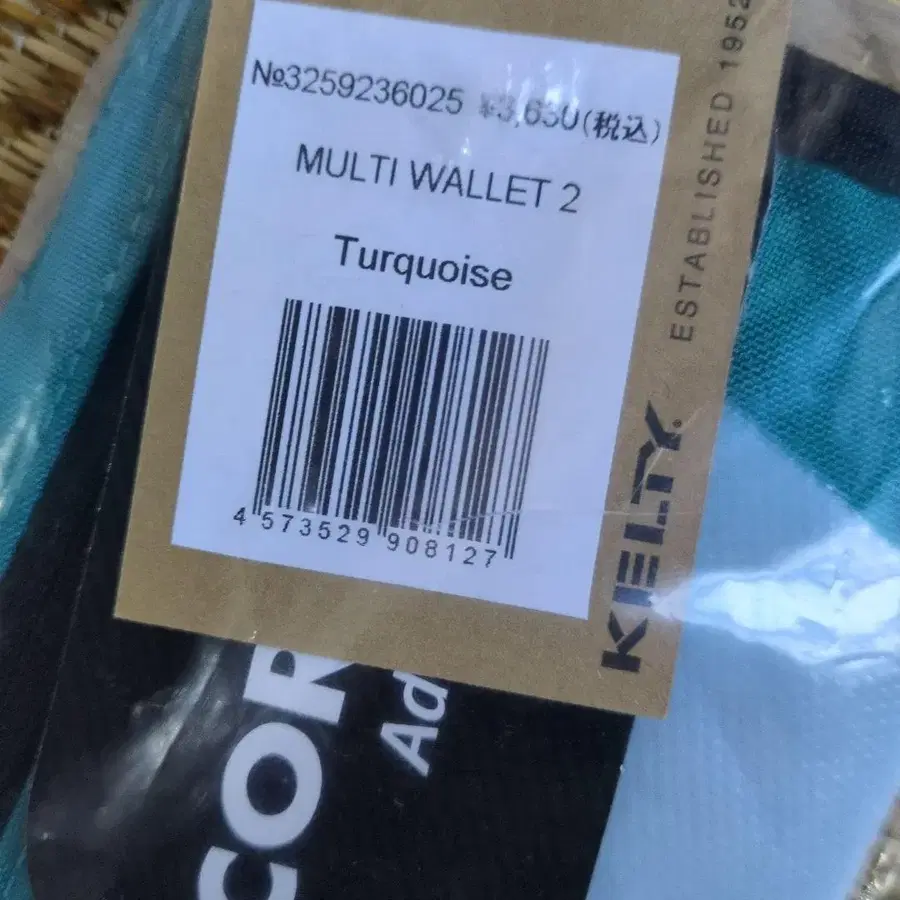 №3259236025 ¥3,630(税込)
MULTI WALLET 2
Turquoise
4 573529 908127
KELTY.
ESTABLISHED 1952
COR
Ad